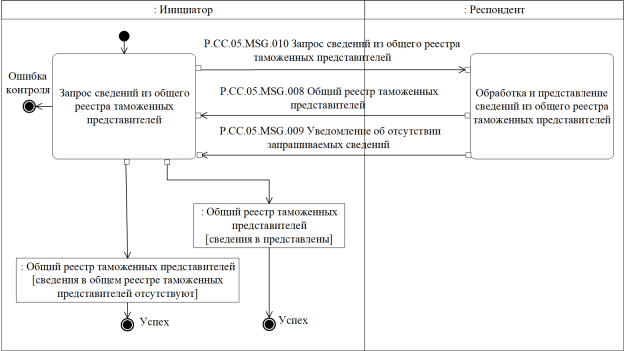 : Инициатор
: Респондент
P.CC.05.MSG.010 Запрос сведений из общего реестра
таможенных представителей
Ошибка
контроля
Запрос сведений из общего
реестра таможенных
представителей
P.CC.05.MSG.008 Общий реестр таможенных
представителей
Обработка и представление
сведений из общего реестра
таможенных представителей
P.CC.05.MSG.009 Уведомление об отсутствии
запрашиваемых сведений
: Общий реестр таможенных
представителей
[сведения в представлены]
: Общий реестр таможенных представителей
[сведения в общем реестре таможенных
представителей отсутствуют]
Успех
Успех